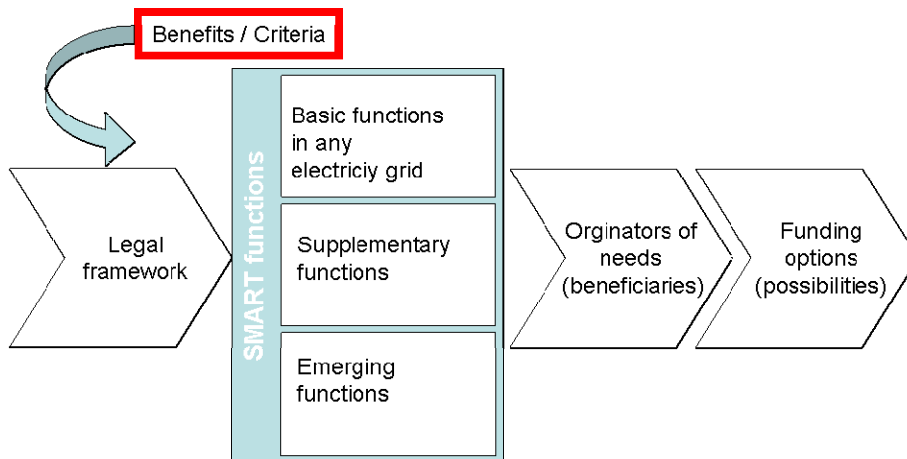 Benefits / Criteria
Legal
framework
SMART functions
Basic functions
in any
electriciy grid
Supplementary
functions
Emerging
functions
Orginators of
needs
(beneficiaries)
Funding
options
(possibilities)